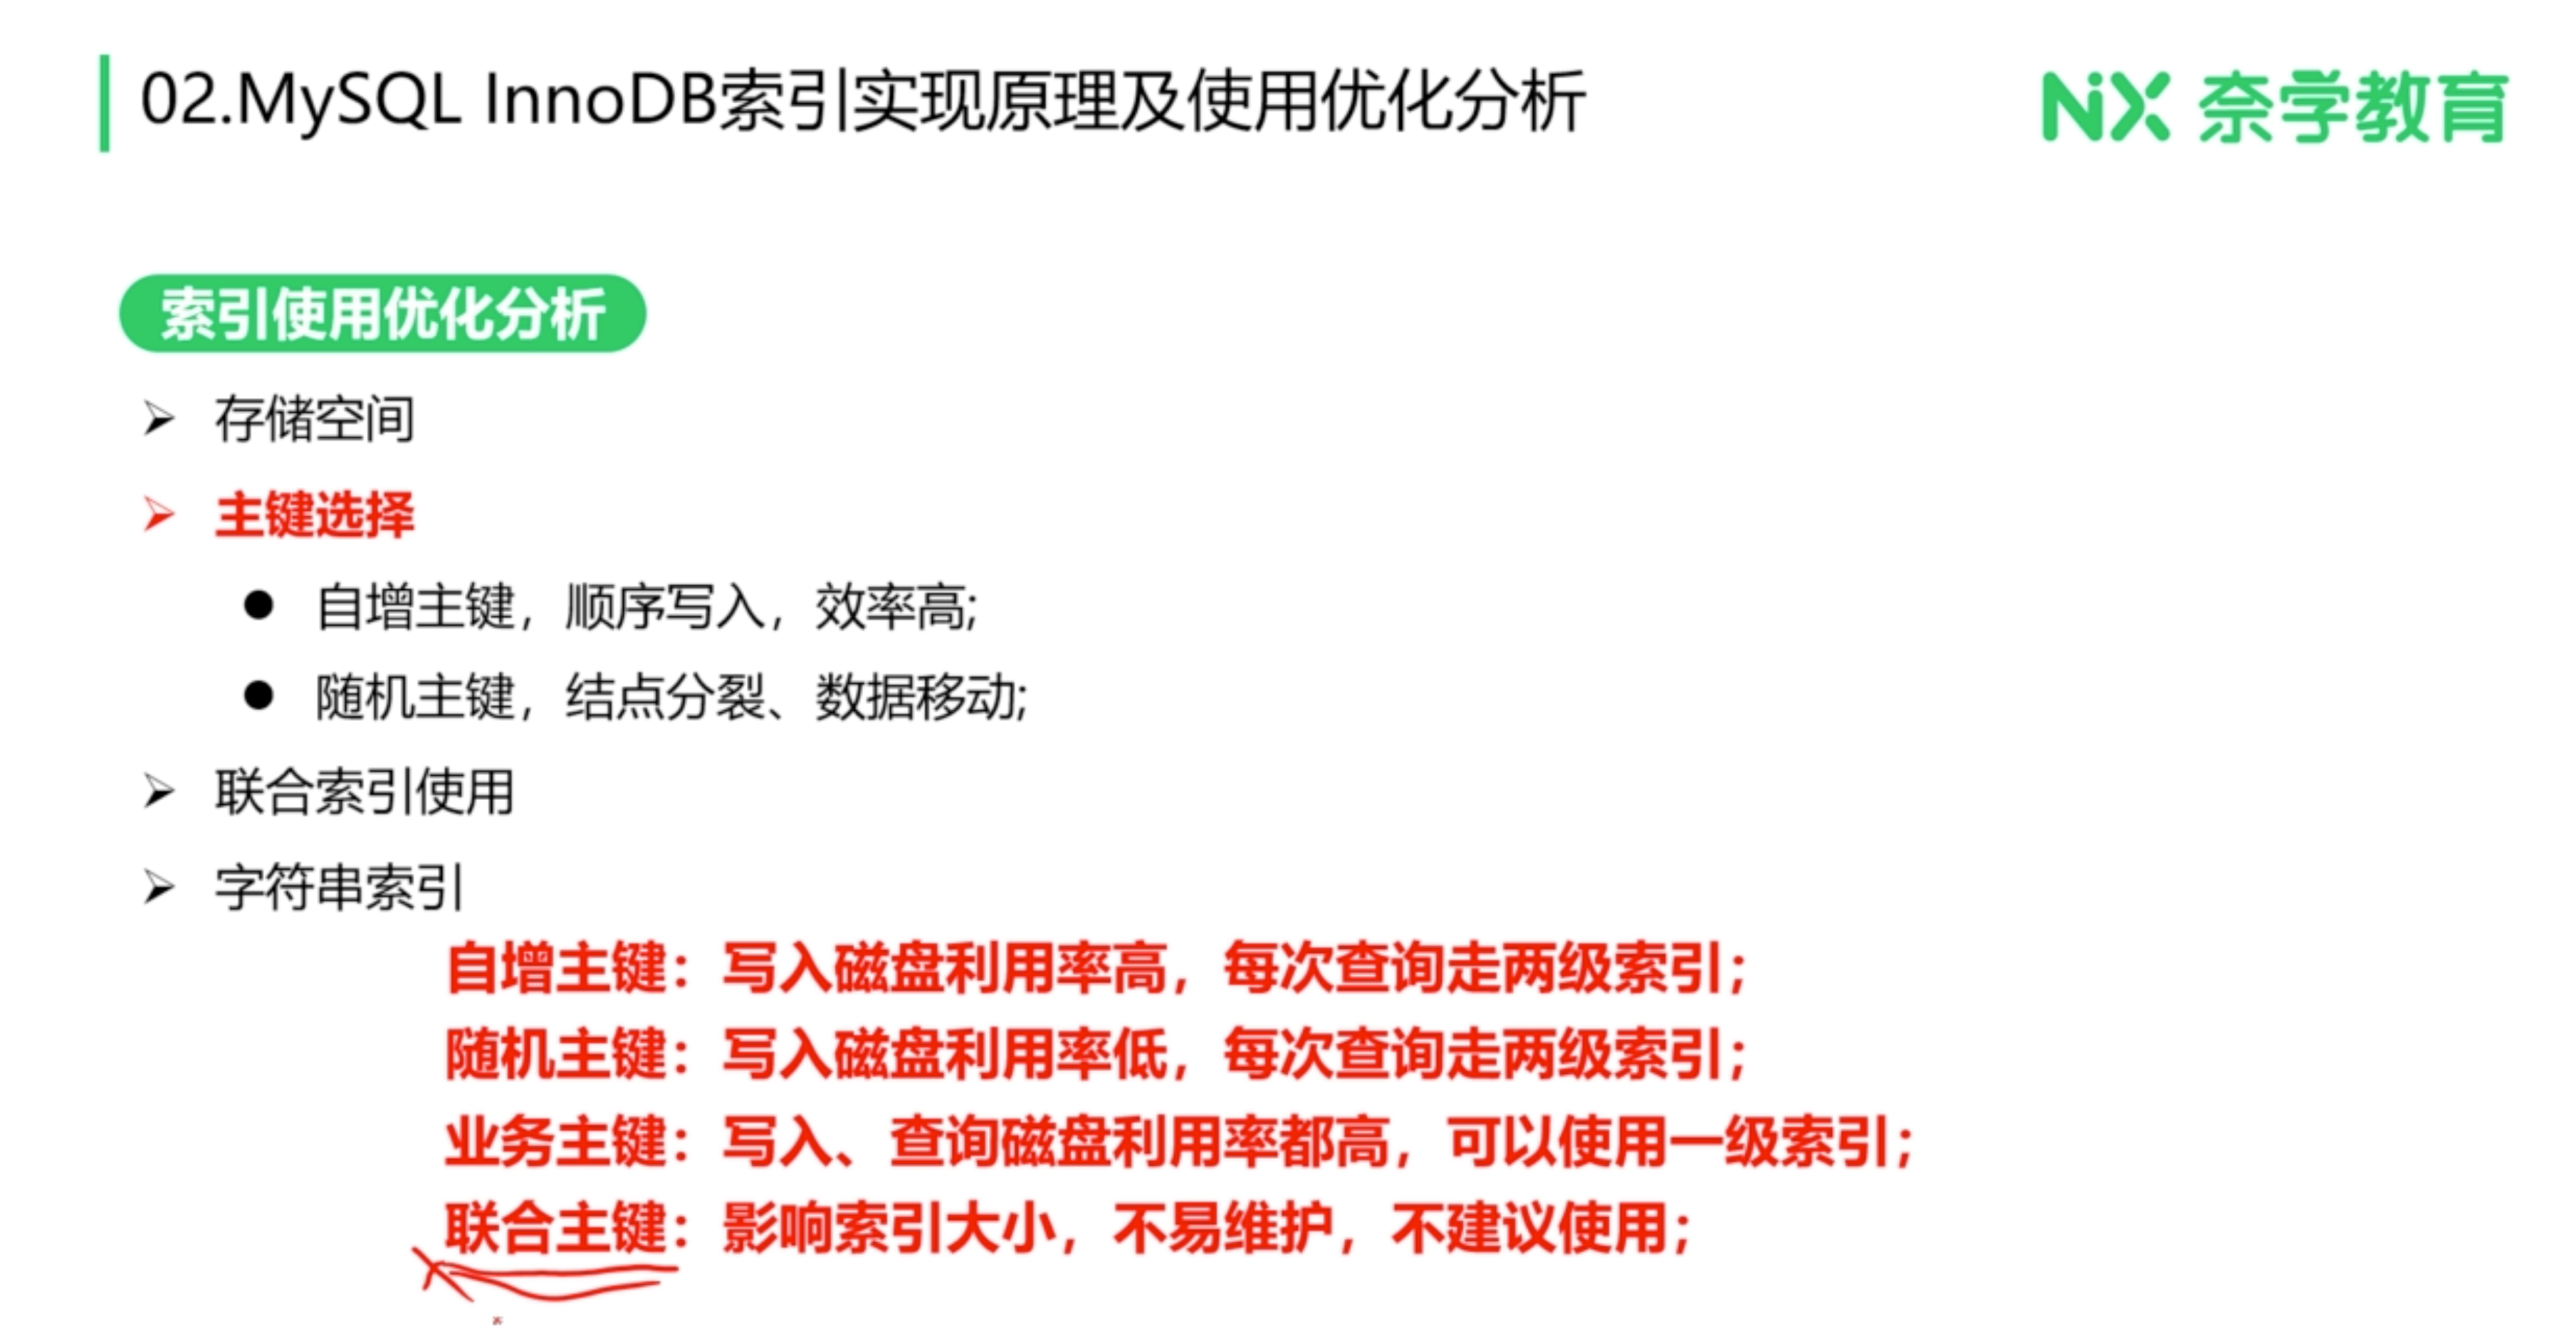 02.MySQL InnoDB索引实现原理及使用优化分析
NiX 奈学教育
索引使用优化分析
存储空间
主键选择
自增主键，顺序写入，效率高;
随机主键，结点分裂、数据移动;
联合索引使用
字符串索引
自增主键：写入磁盘利用率高，每次查询走两级索引；
随机主键：写入磁盘利用率低，每次查询走两级索引；
业务主键：写入、查询磁盘利用率都高，可以使用一级索引；
联合主键：影响索引大小，不易维护，不建议使用；